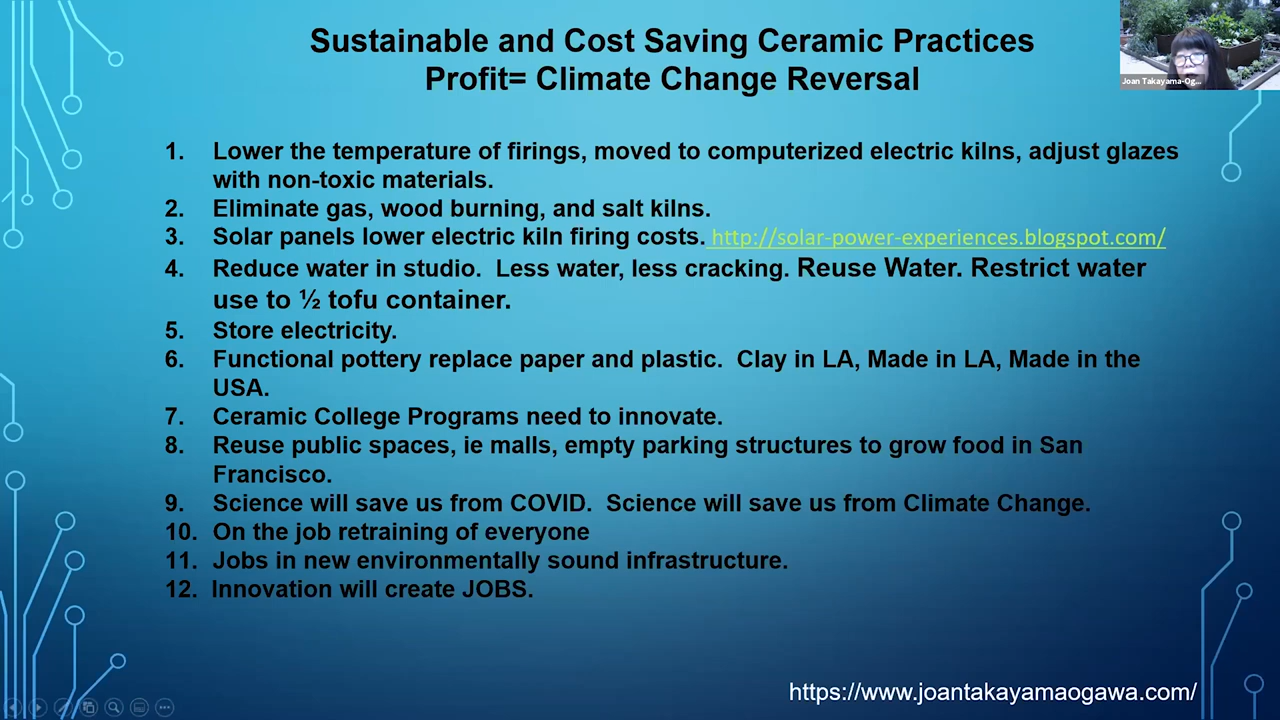 Sustainable and Cost Saving Ceramic Practices
Profit= Climate Change Reversal
Joan Takayama-Og...
1. Lower the temperature of firings, moved to computerized electric kilns, adjust glazes
with non-toxic materials.
2. Eliminate gas, wood burning, and salt kilns.
3. Solar panels lower electric kiln firing costs. http://solar-power-experiences.blogspot.com/
4. Reduce water in studio. Less water, less cracking. Reuse Water. Restrict water
use to ½ tofu container.
5. Store electricity.
6. Functional pottery replace paper and plastic. Clay in LA, Made in LA, Made in the
USA.
7. Ceramic College Programs need to innovate.
8. Reuse public spaces, ie malls, empty parking structures to grow food in San
Francisco.
9. Science will save us from COVID. Science will save us from Climate Change.
10. On the job retraining of everyone
11. Jobs in new environmentally sound infrastructure.
12. Innovation will create JOBS.
https://www.joantakayamaogawa.com/